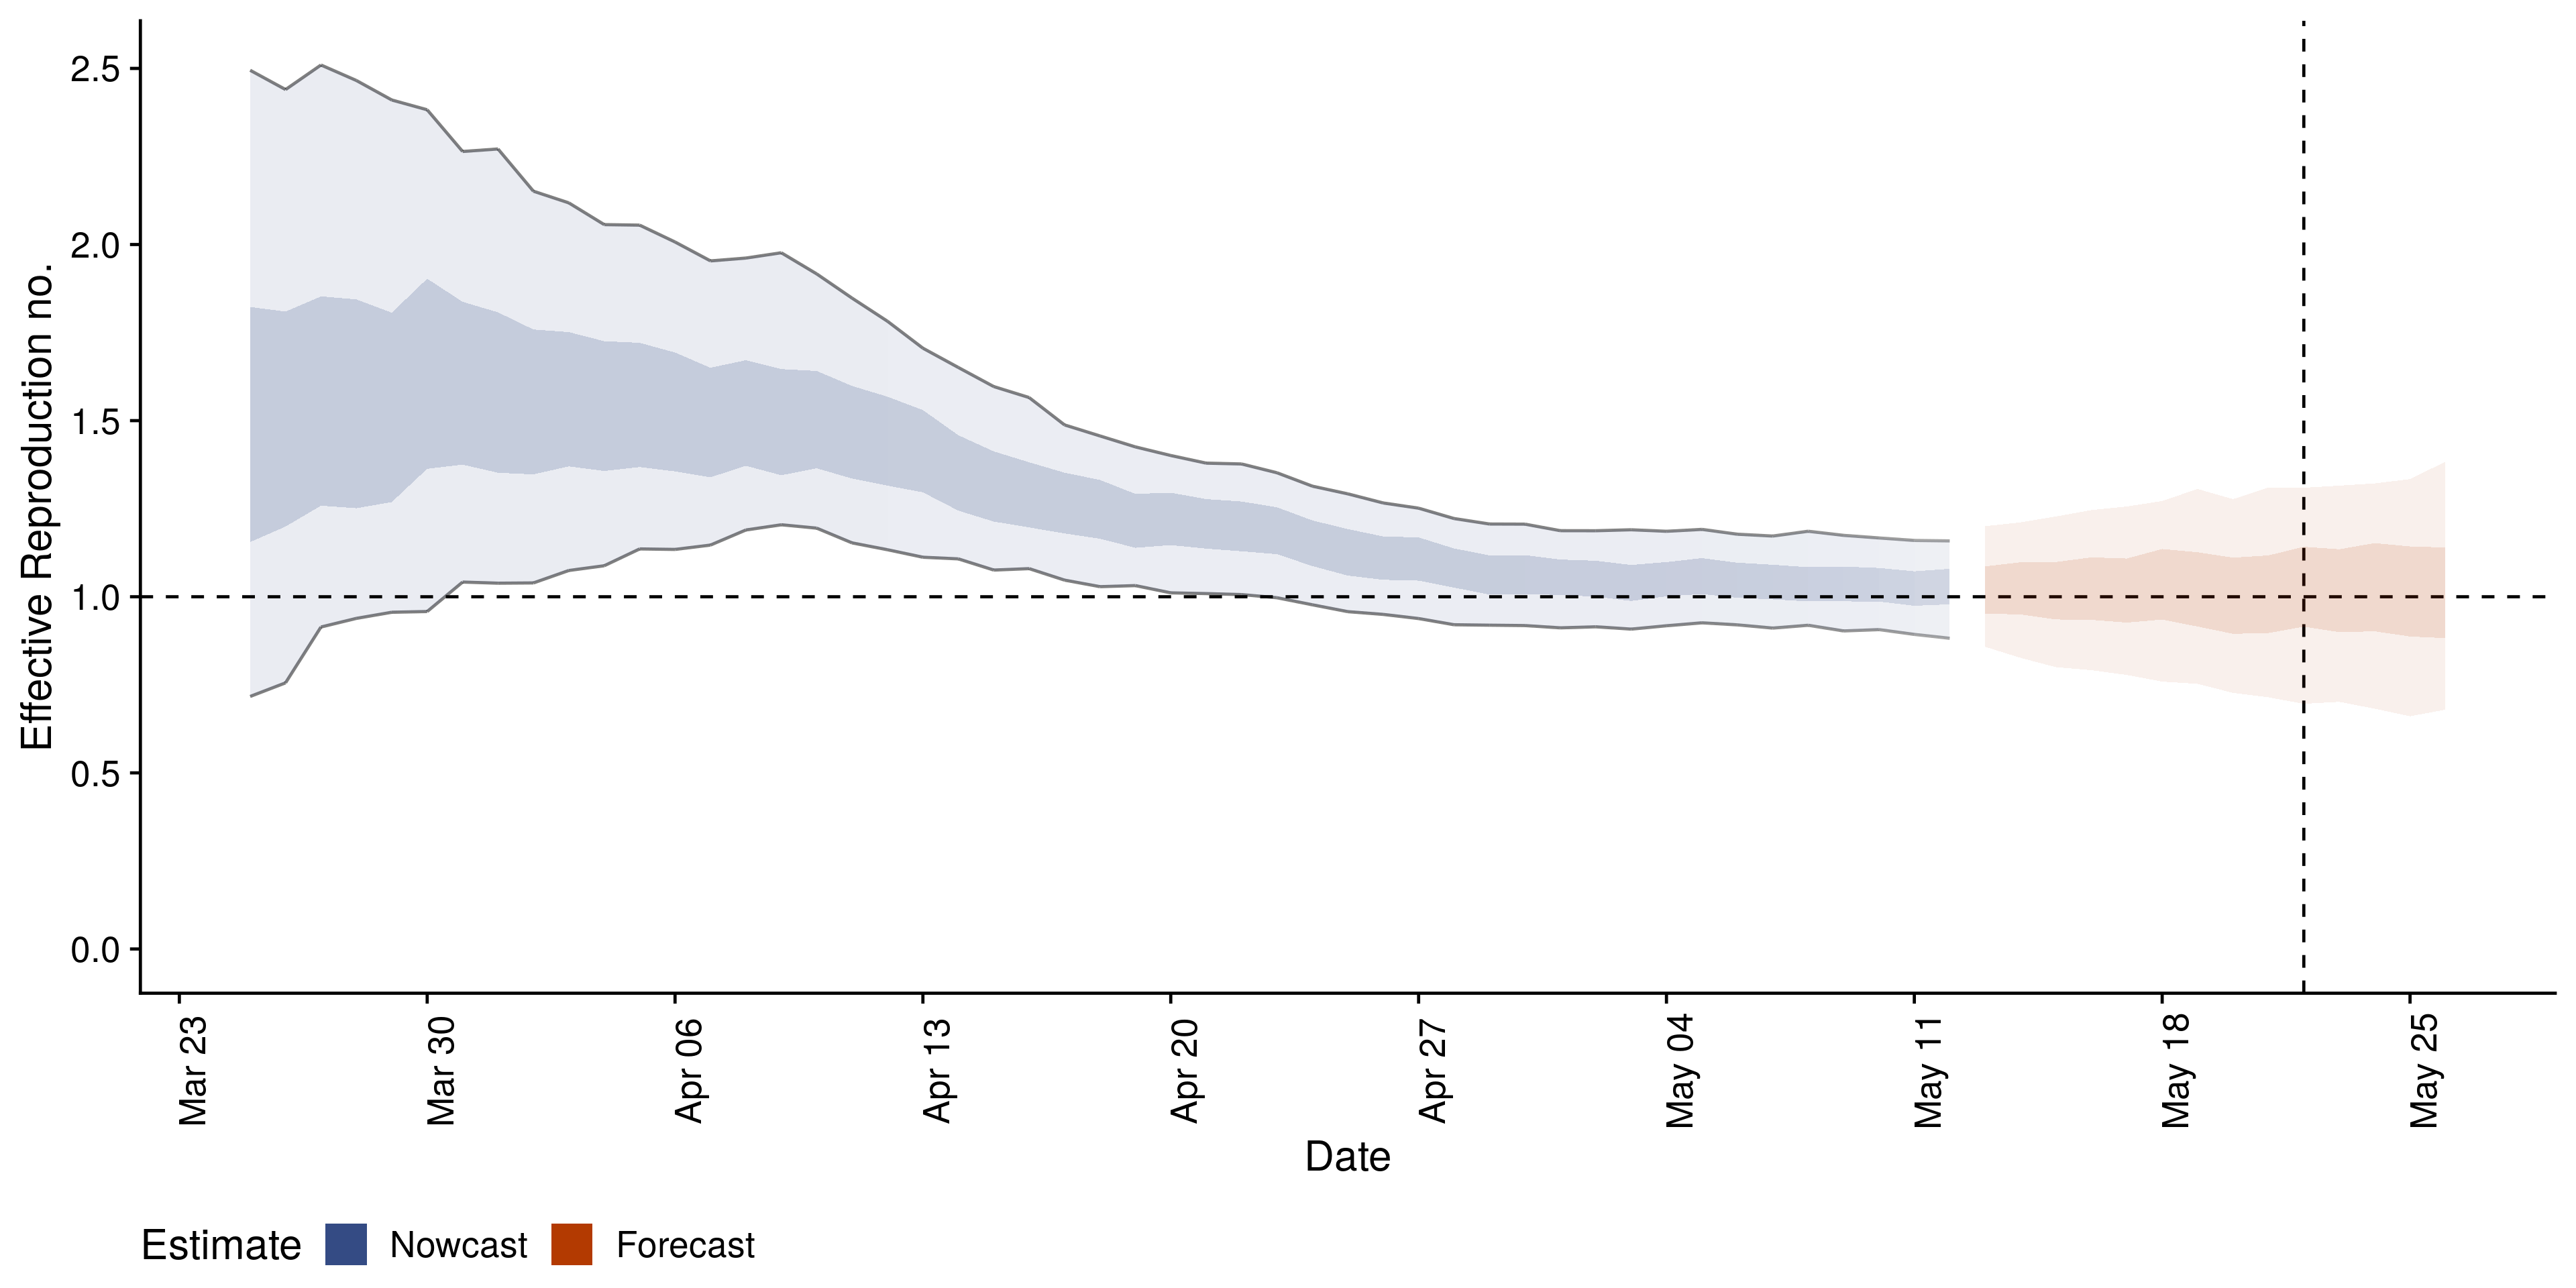 Effective Reproduction no.
2.5
2.0
1.5
1.0
0.5
0.0
Mar 23
Mar 30
Apr 06
Apr 13
Apr 20
Apr 27
May 04
May 11
May 18
May 25
Date
Estimate Nowcast Forecast